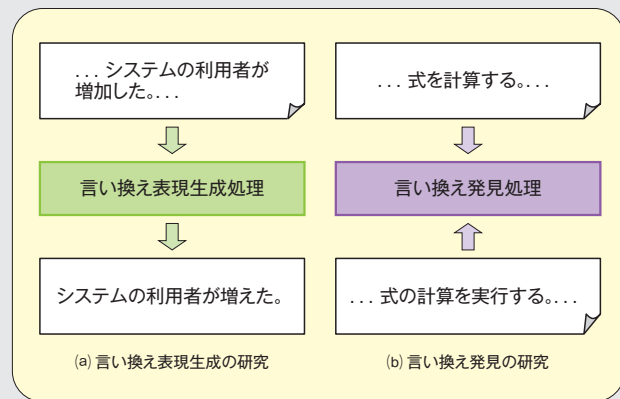 ...システムの利用者が
増加した。...
言い換え表現生成処理
システムの利用者が増えた。
(a) 言い換え表現生成の研究
...式を計算する。...
言い換え発見処理
...式の計算を実行する。...
(b) 言い換え発見の研究